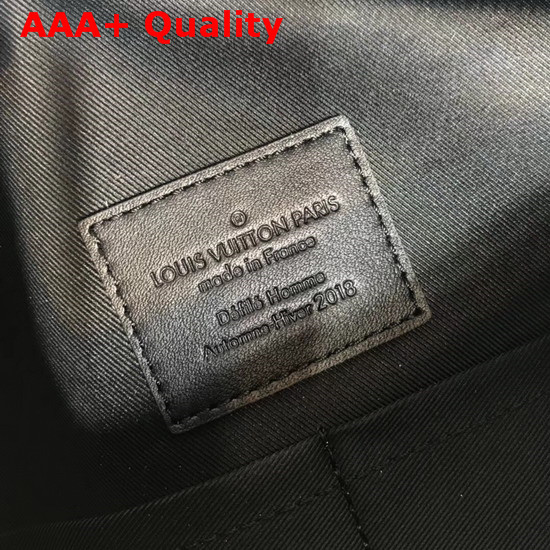 AAA+ Quality
LOUIS VUITTON PARIS
made in France
Défilé Homme
Automne-Hiver 2018